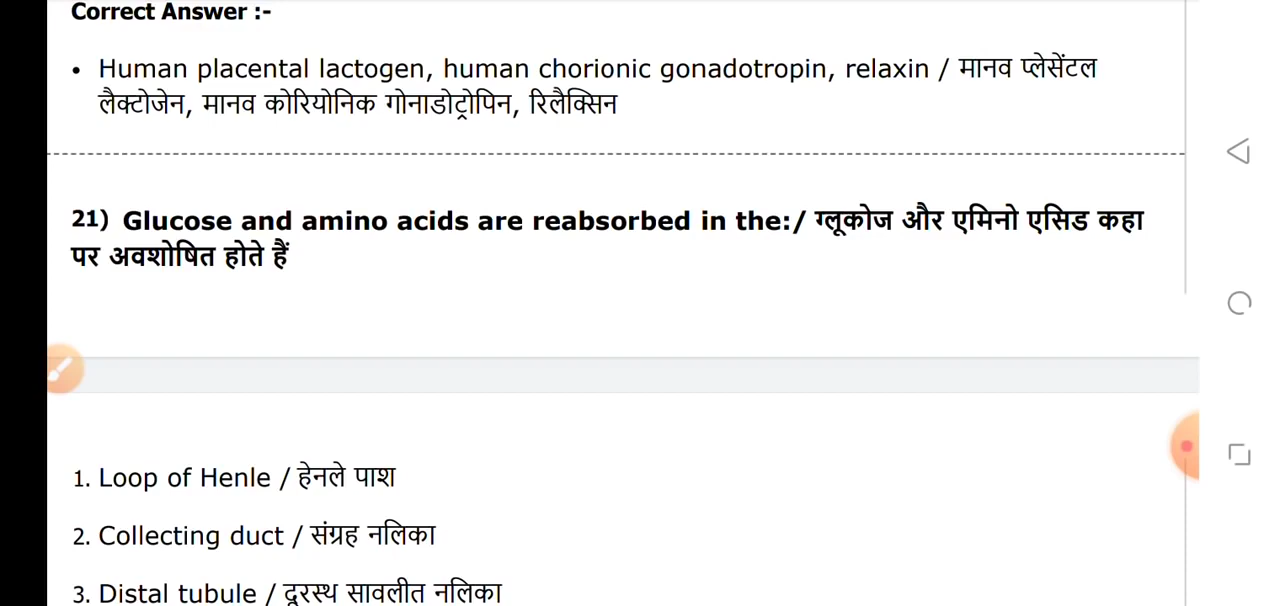 Correct Answer :-
• Human placental lactogen, human chorionic gonadotropin, relaxin / मानव प्लेसेंटल
लैक्टोजेन, मानव कोरियोनिक गोनाडोट्रोपिन, रिलैक्सिन
21) Glucose and amino acids are reabsorbed in the:/ ग्लूकोज और एमिनो एसिड कहा
पर अवशोषित होते हैं
1. Loop of Henle / हेनले पाश
2. Collecting duct / संग्रह नलिका
3. Distal tubule / दूरस्थ सावलीत नलिका